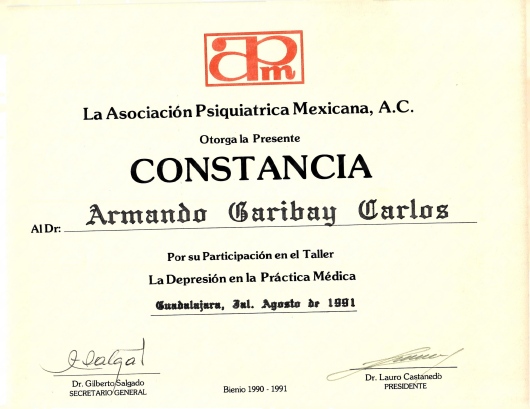 aPm
La Asociación Psiquiatrica Mexicana, A.C.
Otorga la Presente
CONSTANCIA
Al Dr: Armando Garibay Carlos
Por su Participación en el Taller
La Depresión en la Práctica Médica
Guadalajara, Jal. Agosto de 1991
Dr. Gilberto Salgado
SECRETARIO GENERAL
Bienio 1990 - 1991
Dr. Lauro Castanedo
PRESIDENTE